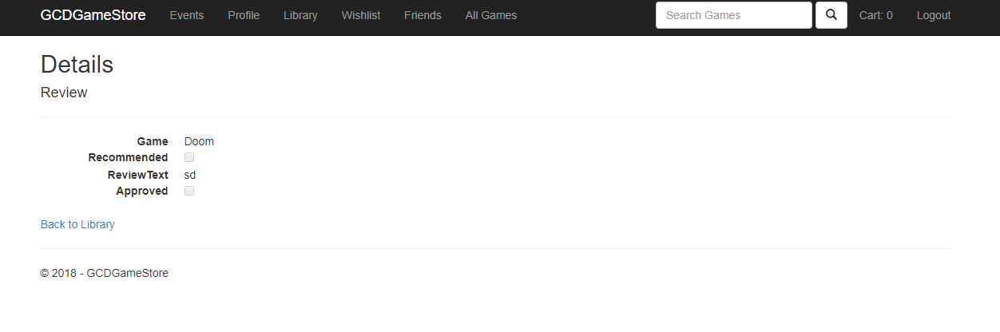 GCDGameStore Events Profile Library Wishlist Friends All Games Search Games Cart: 0 Logout
Details
Review
Game Doom
Recommended
ReviewText sd
Approved
Back to Library
© 2018 - GCDGameStore